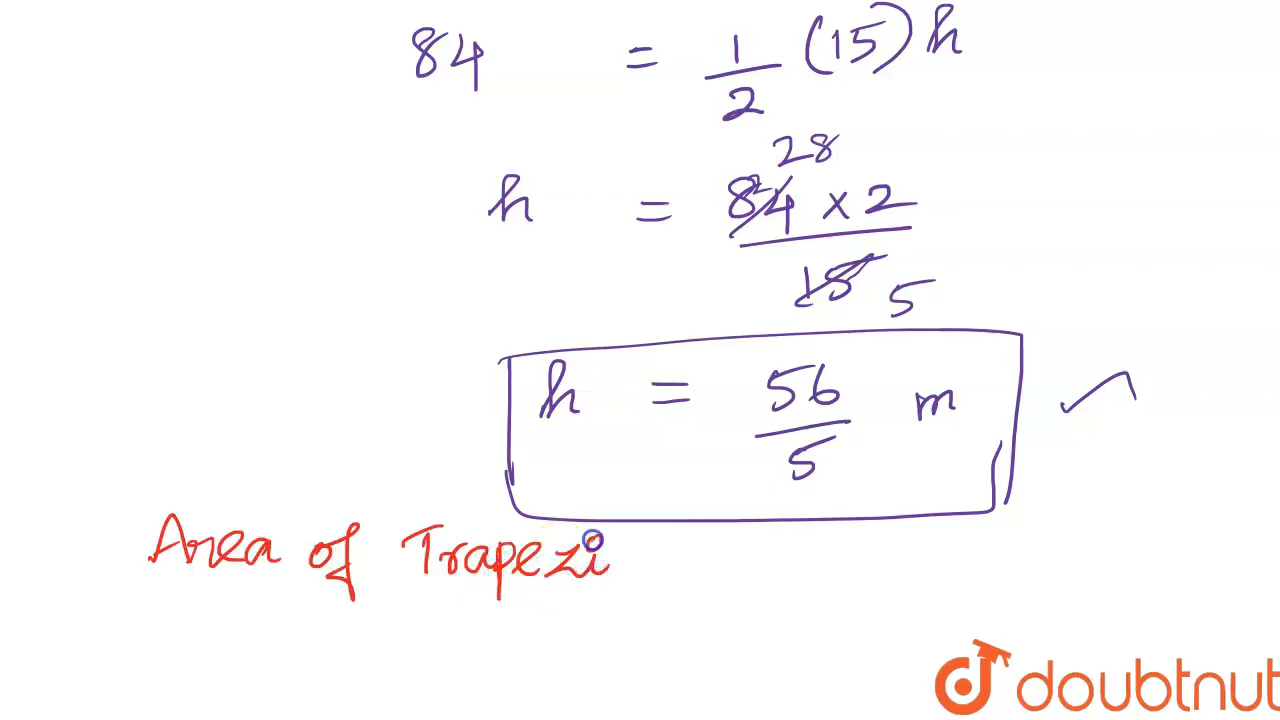 84 = 1/2 (15) h
28
h = 84 x 2
15 5
h = 56/5 m
Area of Trapezi
doubtnut